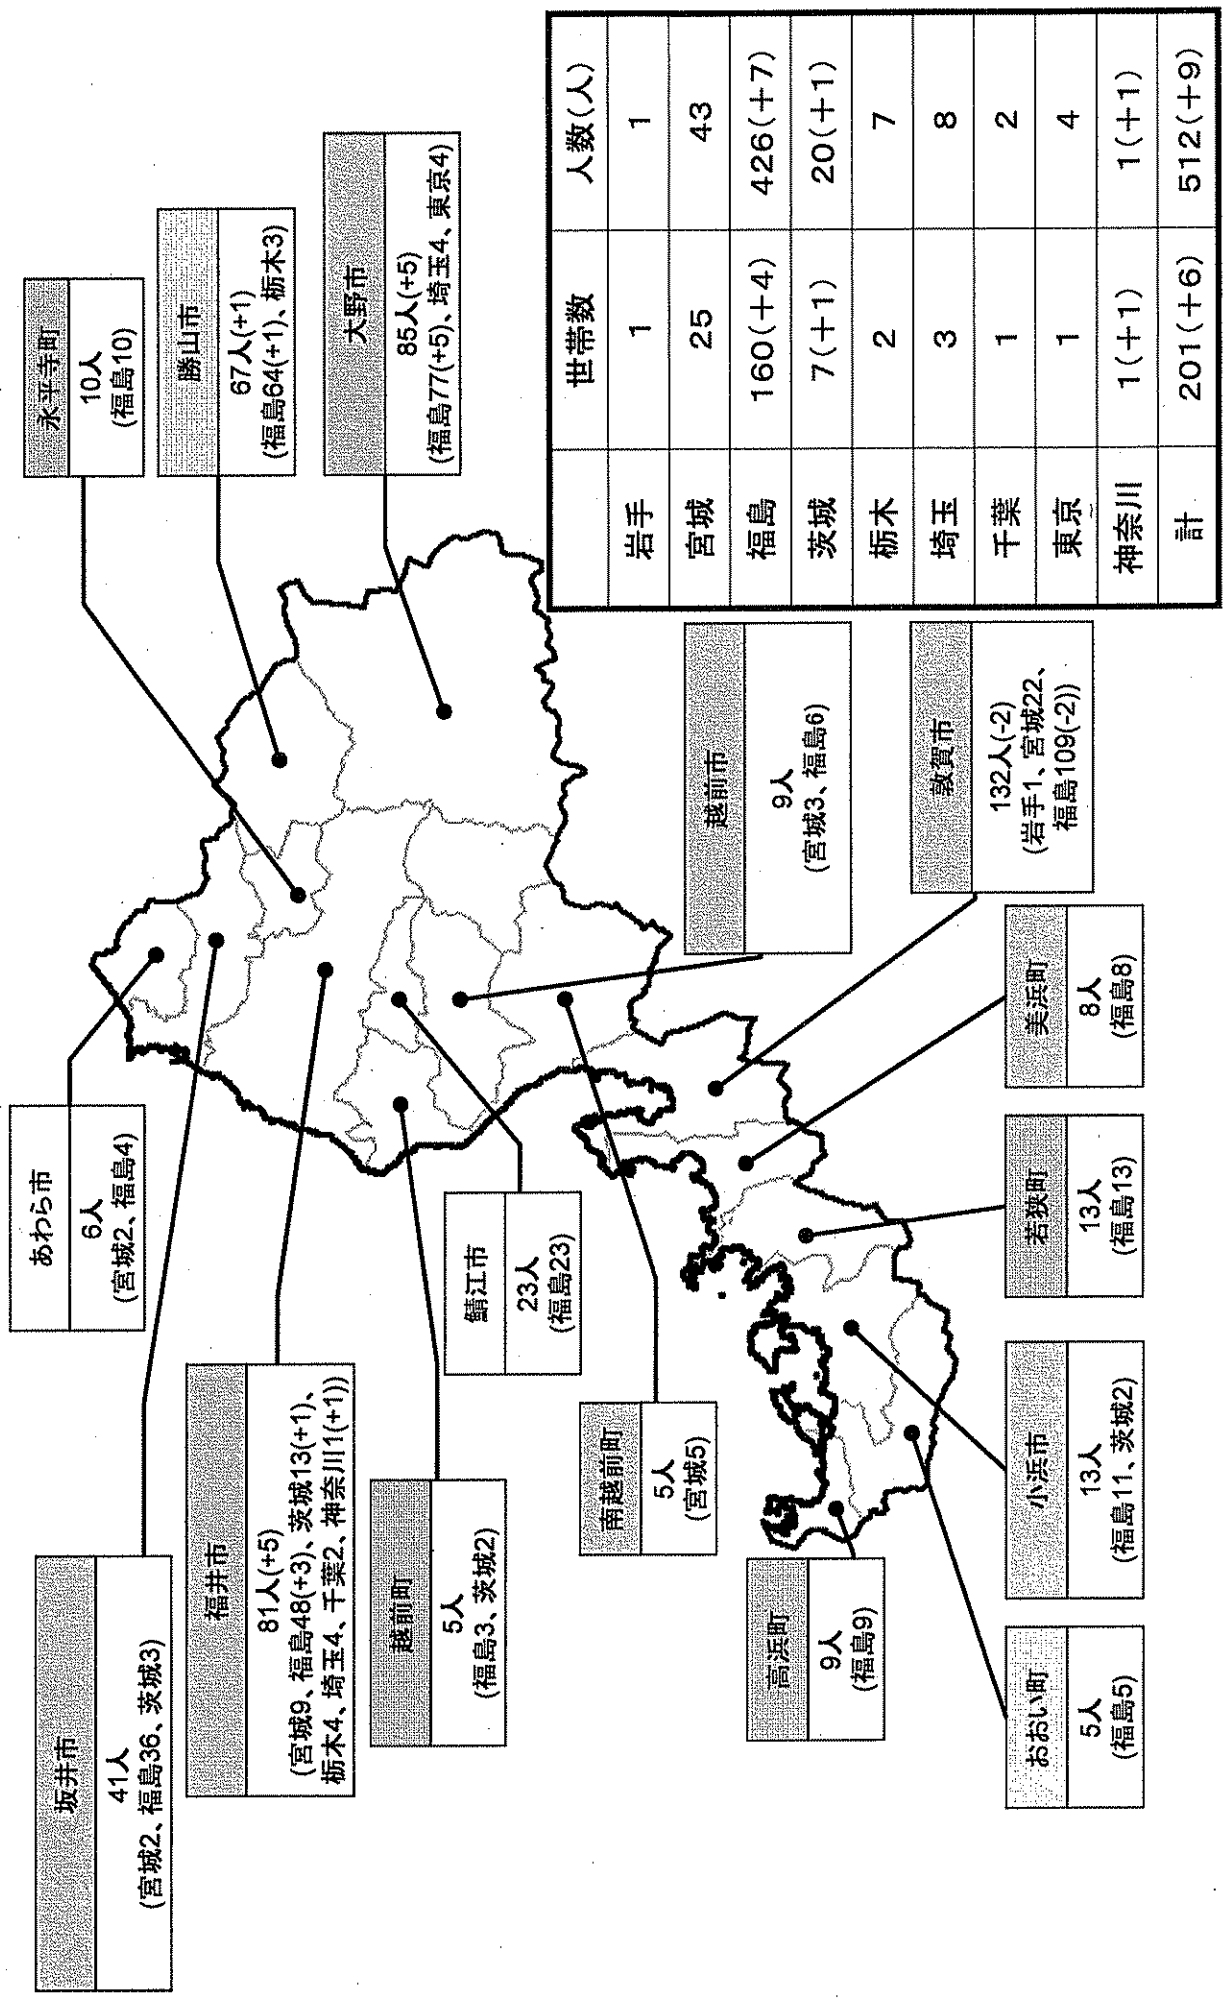 あわら市
6人
(宮城2、福島4)
坂井市
41人
(宮城2、福島36、茨城3)
福井市
81人(+5)
(宮城9、福島48(+3)、茨城13(+1)、
栃木4、埼玉4、千葉2、神奈川1(+1))
越前町
5人
(福島3、茨城2)
鯖江市
23人
(福島23)
南越前町
5人
(宮城5)
高浜町
9人
(福島9)
おおい町
5人
(福島5)
小浜市
13人
(福島11、茨城2)
若狭町
13人
(福島13)
美浜町
8人
(福島8)
敦賀市
132人(-2)
(岩手1、宮城22、
福島109(-2))
越前市
9人
(宮城3、福島6)
永平寺町
10人
(福島10)
勝山市
67人(+1)
(福島64(+1)、栃木3)
大野市
85人(+5)
(福島77(+5)、埼玉4、東京4)
世帯数 人数(人)
岩手 1 1
宮城 25 43
福島 160(+4) 426(+7)
茨城 7(+1) 20(+1)
栃木 2 7
埼玉 3 8
千葉 1 2
東京 1 4
神奈川 1(+1) 1(+1)
計 201(+6) 512(+9)